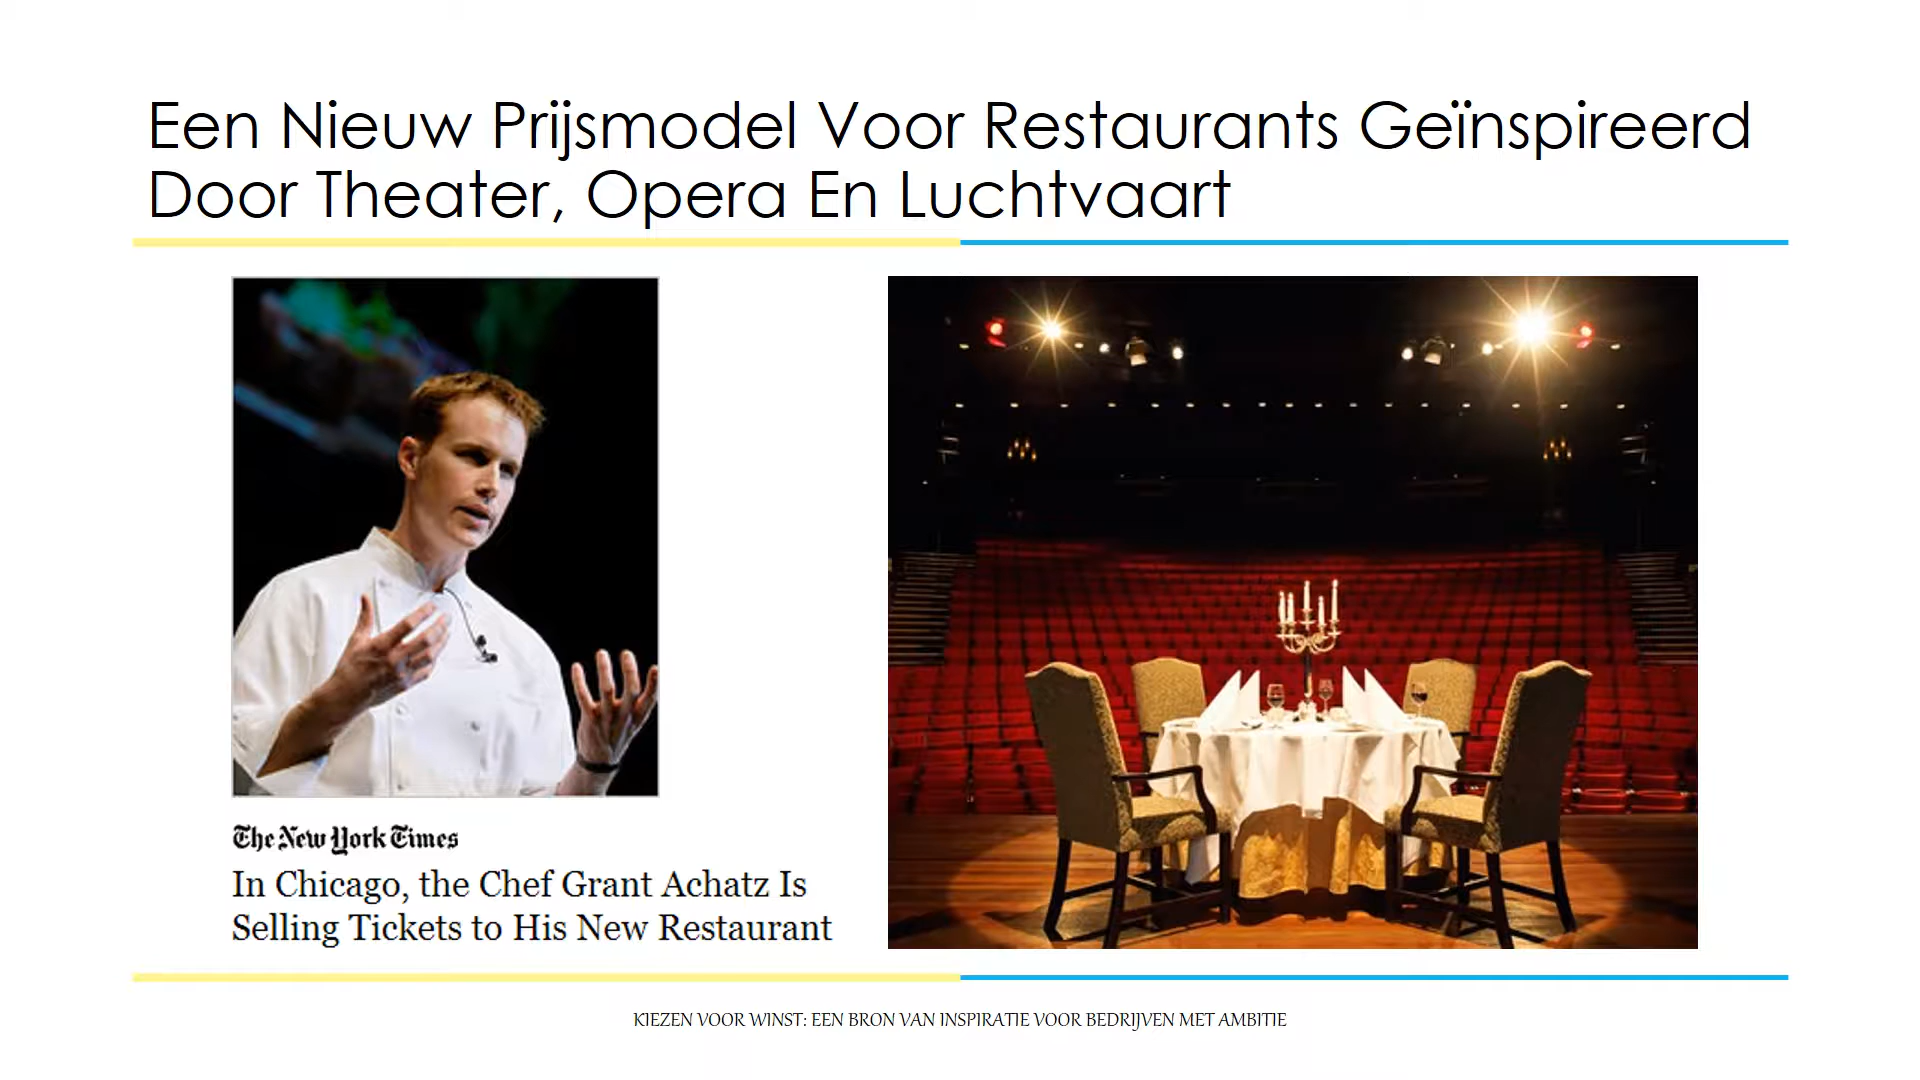 Een Nieuw Prijsmodel Voor Restaurants Geïnspireerd
Door Theater, Opera En Luchtvaart
The New York Times
In Chicago, the Chef Grant Achatz Is
Selling Tickets to His New Restaurant
KIEZEN VOOR WINST: EEN BRON VAN INSPIRATIE VOOR BEDRIJVEN MET AMBITIE